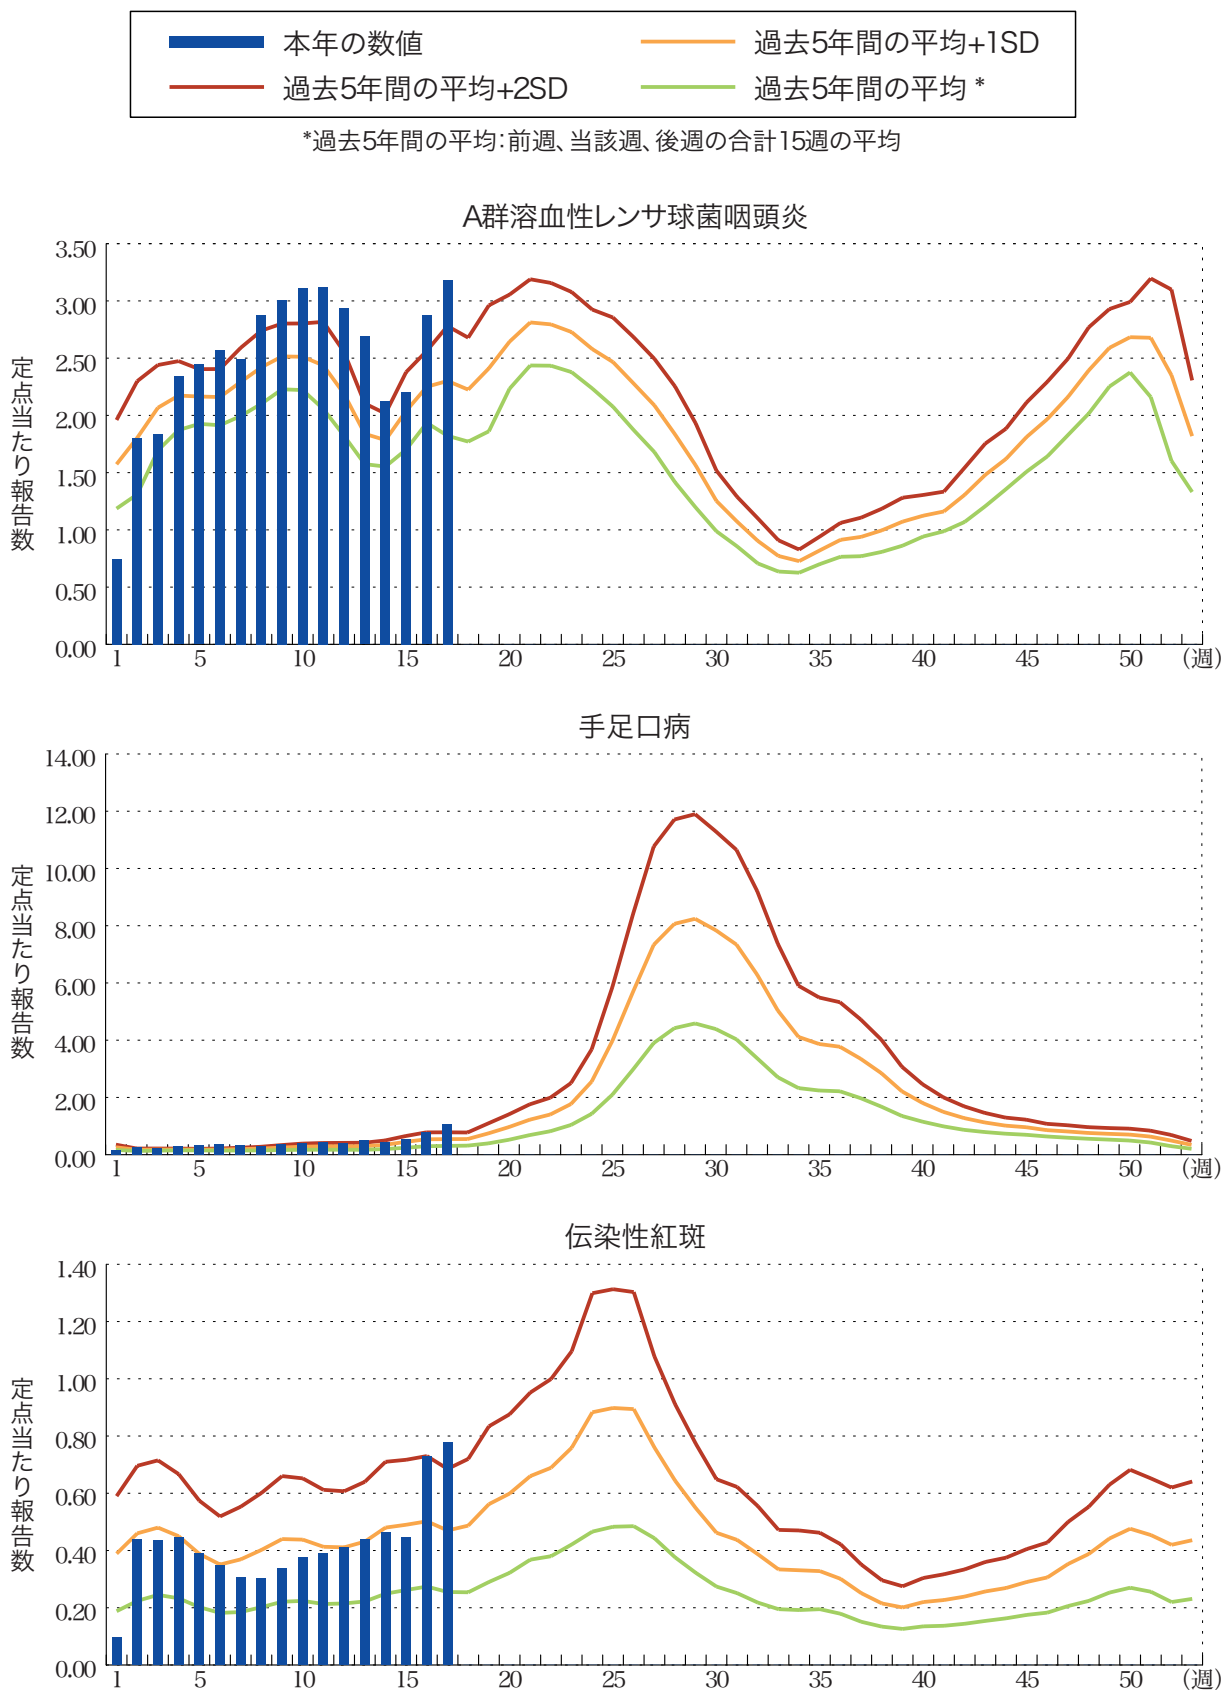 本年の数値
過去5年間の平均+1SD
過去5年間の平均+2SD
過去5年間の平均 *
*過去5年間の平均：前週、当該週、後週の合計15週の平均
A群溶血性レンサ球菌咽頭炎
定点当たり報告数
3.50
3.00
2.50
2.00
1.50
1.00
0.50
0.00
1 5 10 15 20 25 30 35 40 45 50 (週)
手足口病
定点当たり報告数
14.00
12.00
10.00
8.00
6.00
4.00
2.00
0.00
1 5 10 15 20 25 30 35 40 45 50 (週)
伝染性紅斑
定点当たり報告数
1.40
1.20
1.00
0.80
0.60
0.40
0.20
0.00
1 5 10 15 20 25 30 35 40 45 50 (週)